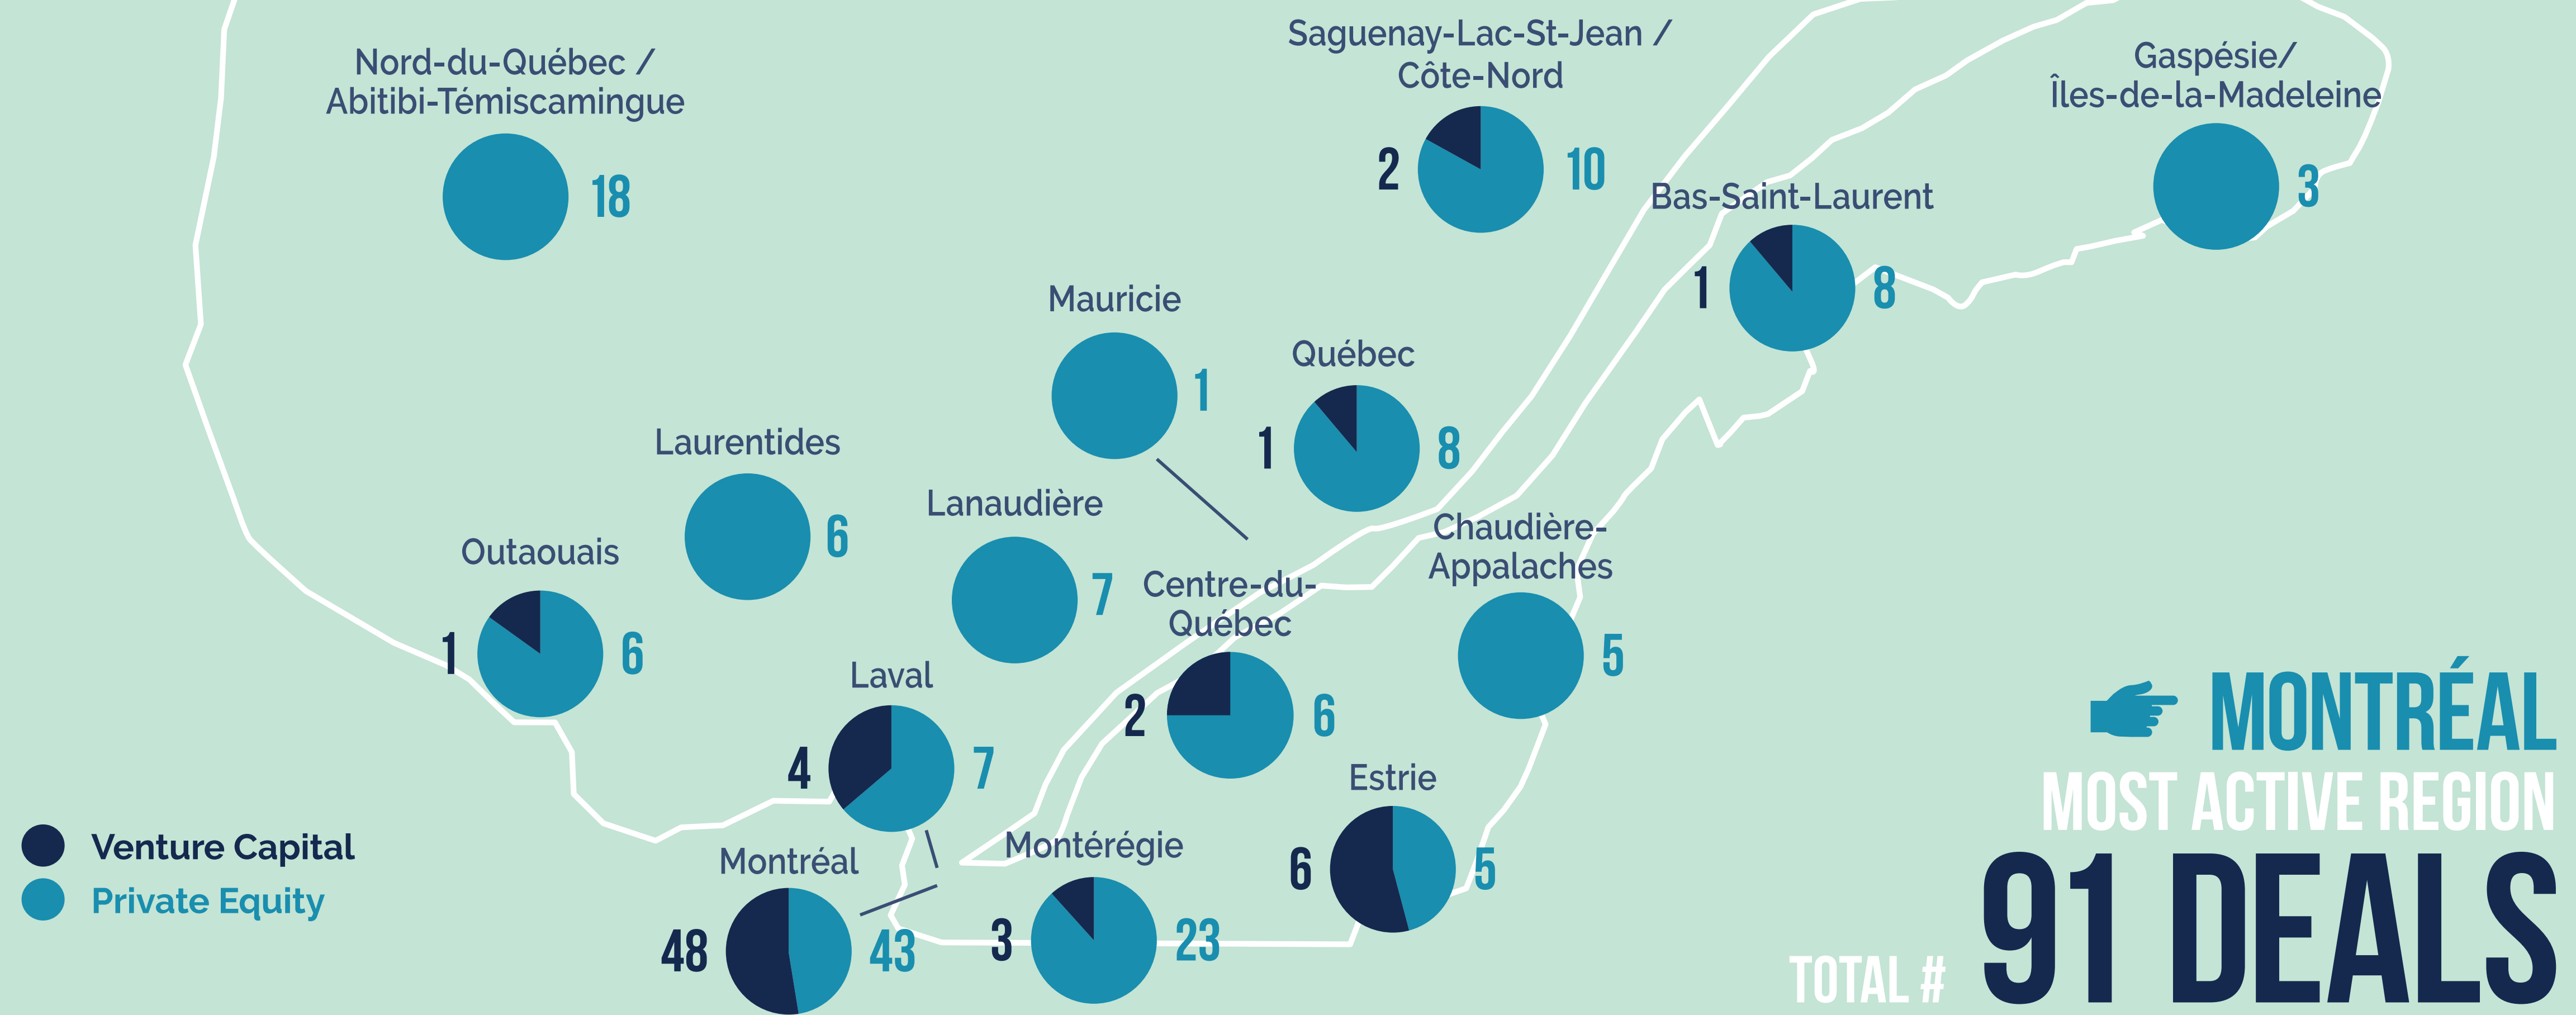 Nord-du-Québec /
Abitibi-Témiscamingue
18
Saguenay-Lac-St-Jean /
Côte-Nord
2 10
Gaspésie/
Îles-de-la-Madeleine
3
Bas-Saint-Laurent
1 8
Mauricie
1
Québec
1 8
Laurentides
6
Lanaudière
7
Outaouais
1 6
Centre-du-
Québec
2 6
Chaudière-
Appalaches
5
Laval
4 7
Estrie
6 5
Montréal
48 43
Montérégie
3 23
Venture Capital
Private Equity
MONTRÉAL
MOST ACTIVE REGION
TOTAL # 91 DEALS